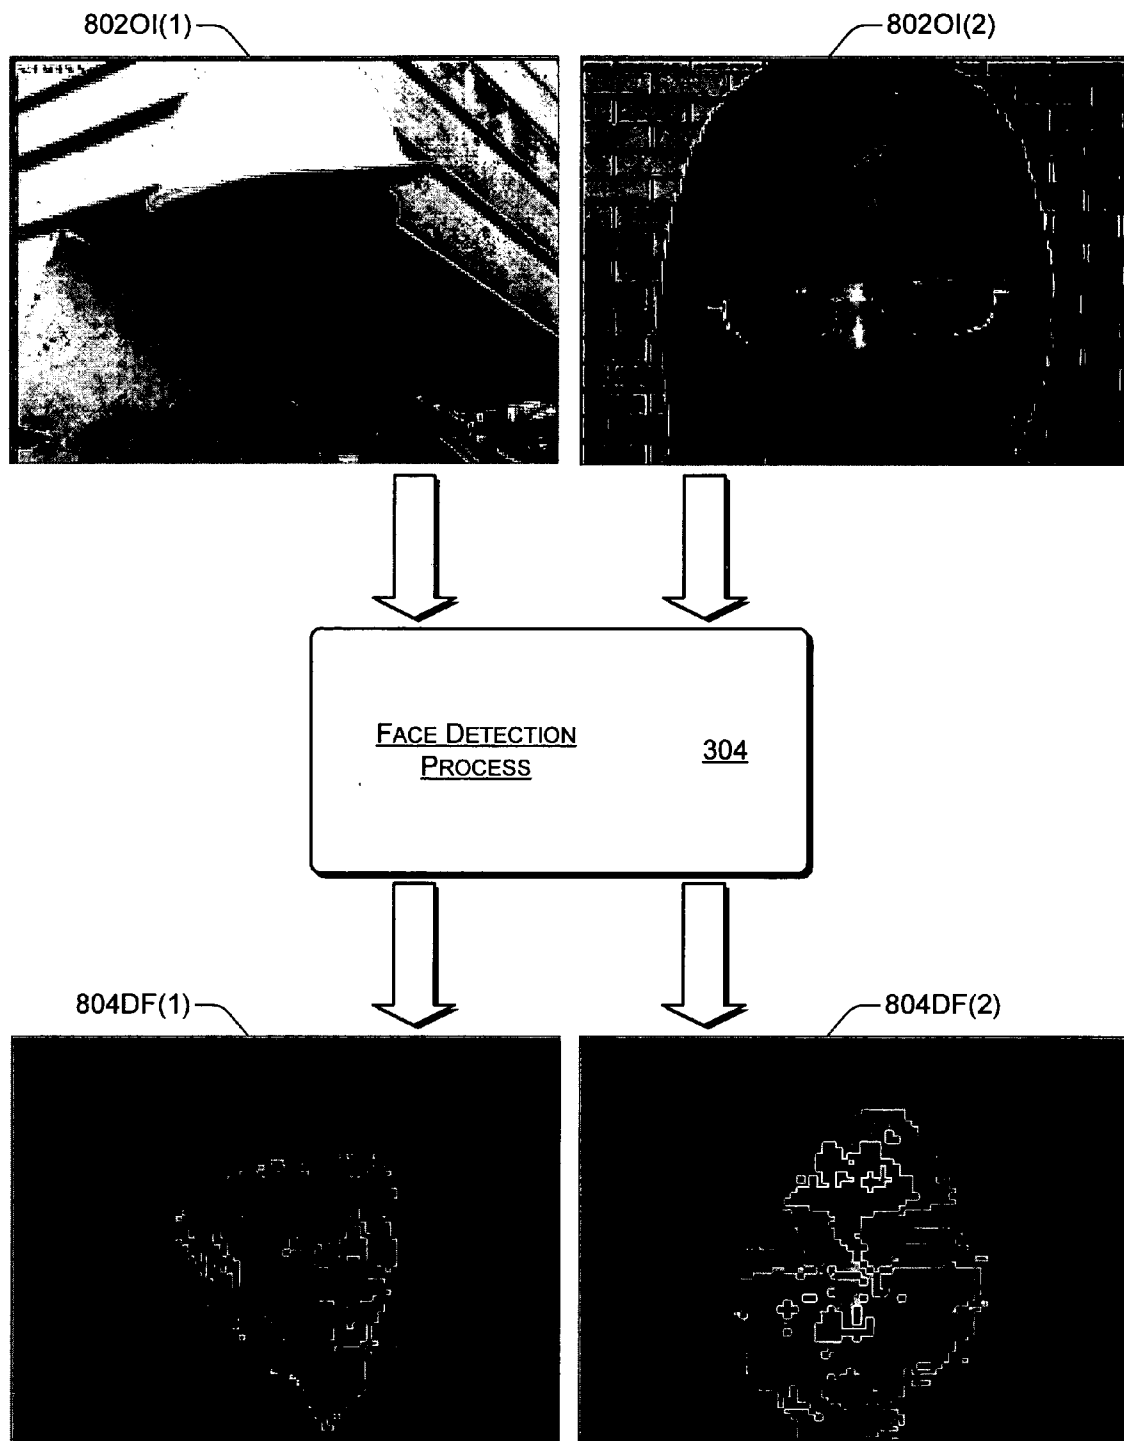 802OI(1)
802OI(2)
FACE DETECTION
PROCESS
304
804DF(1)
804DF(2)